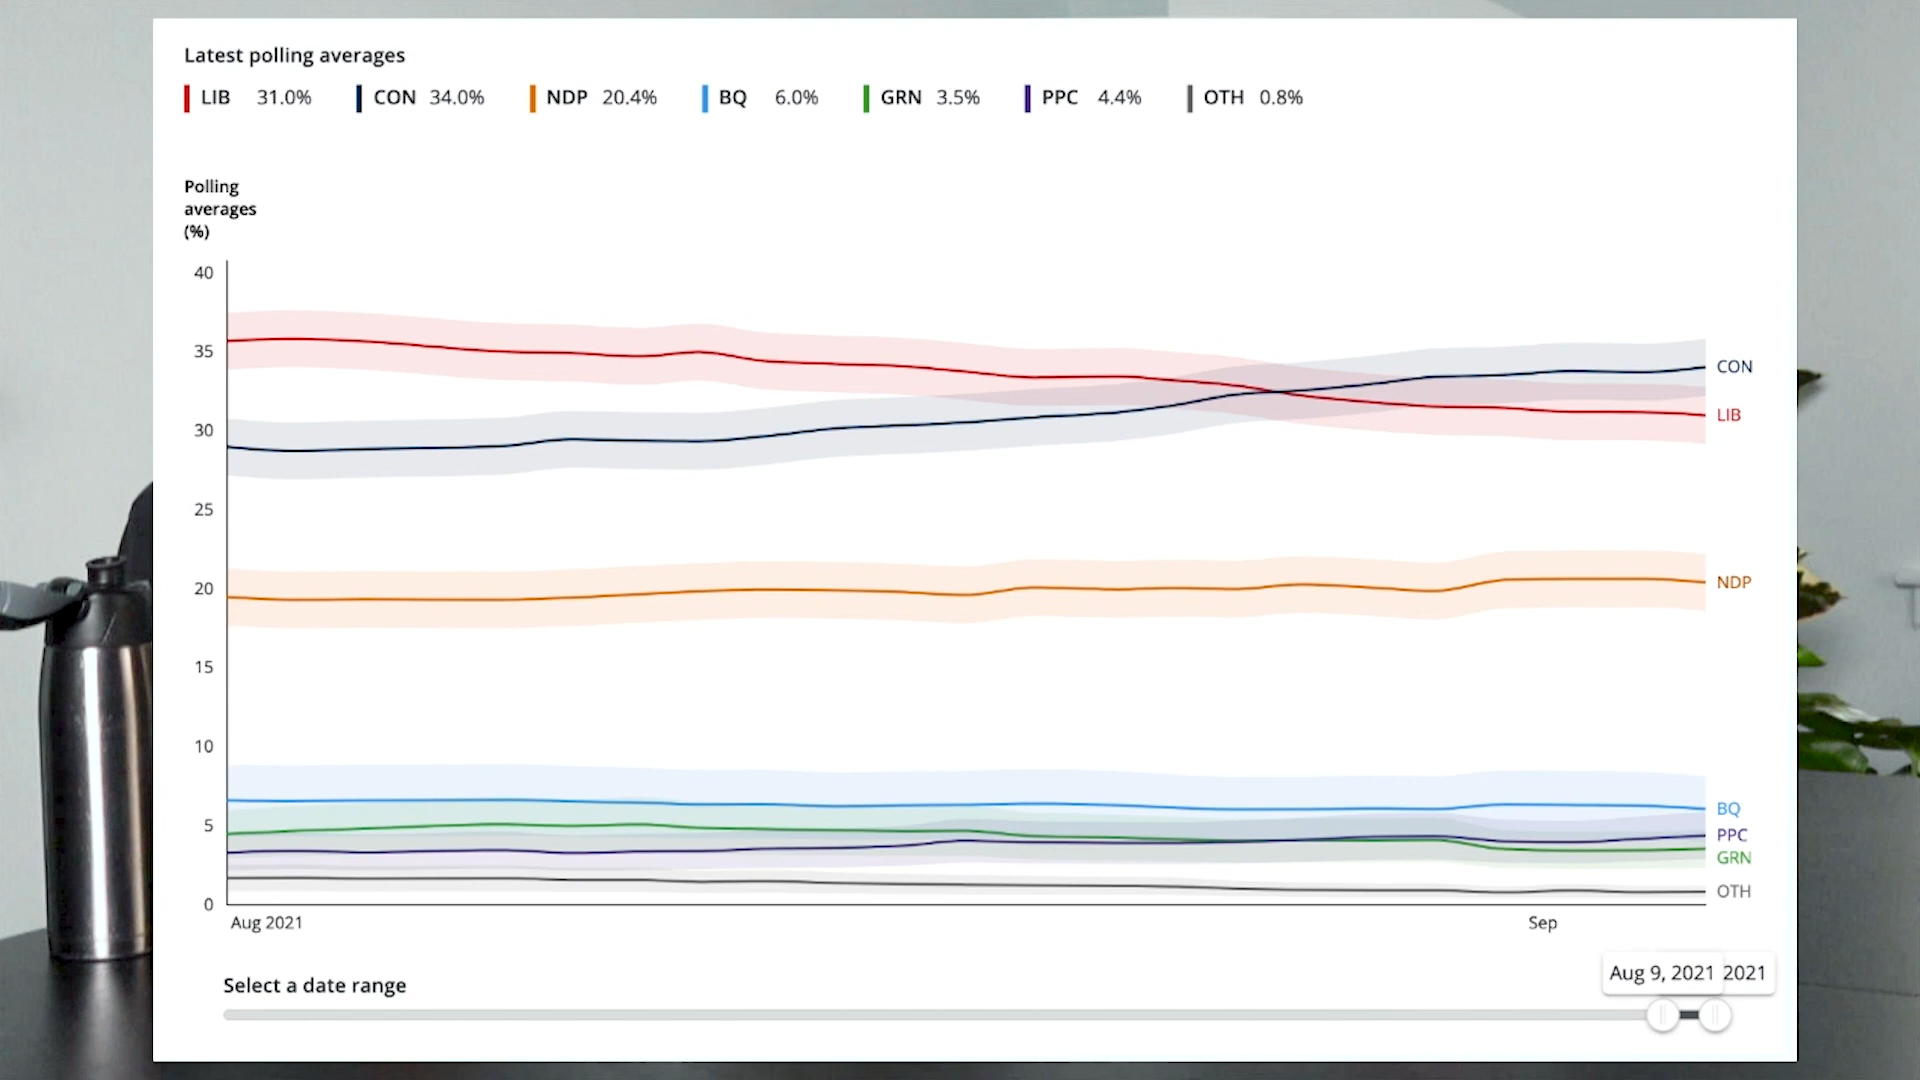 Latest polling averages
LIB 31.0% CON 34.0% NDP 20.4% BQ 6.0% GRN 3.5% PPC 4.4% OTH 0.8%
Polling
averages
(%)
40
35
30
25
20
15
10
5
0
CON
LIB
NDP
BQ
PPC
GRN
OTH
Aug 2021 Sep
Aug 9, 2021 2021
Select a date range